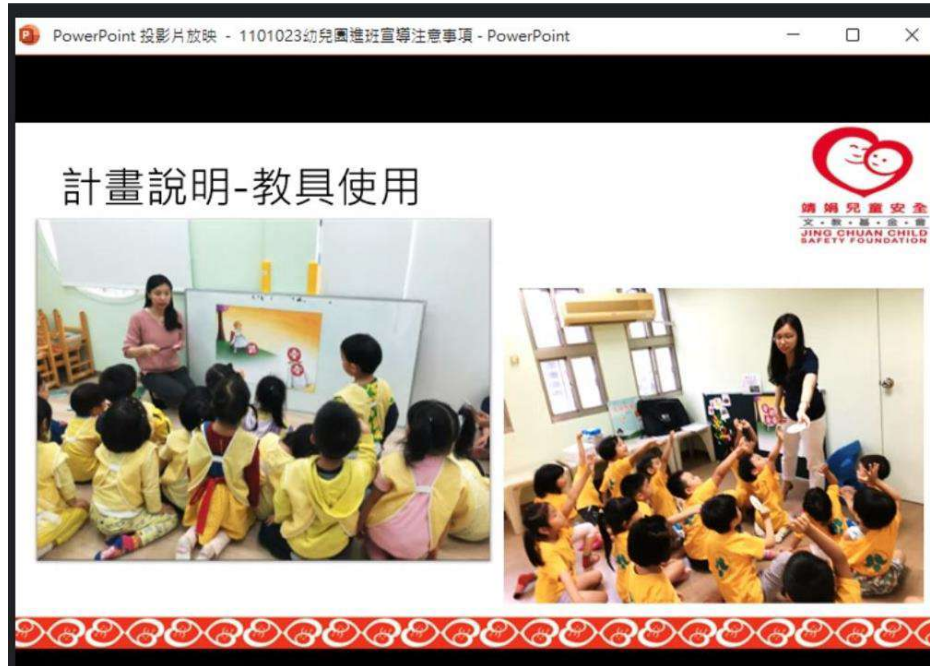 PowerPoint 投影片放映 - 1101023幼兒園進班宣導注意事項 - PowerPoint
計畫說明-教具使用
靖娟兒童安全
文•教•基•金•會
JING CHUAN CHILD
SAFETY FOUNDATION